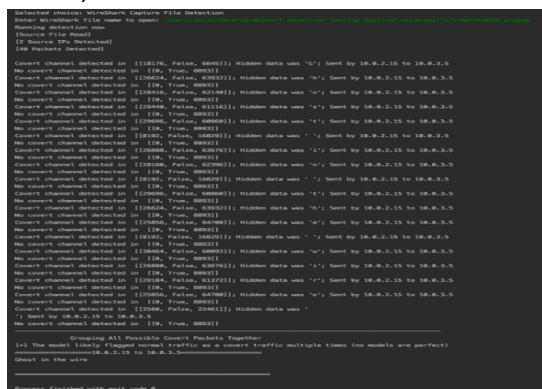 Selected choice: WireShark Capture File Detection
Enter WireShark file name to open:
Running detection now
[Source File Read]
[2 Source IPs Detected]
[40 Packets Detected]
Covert channel detected in [[18176, False, 6845]]; Hidden data was 'G'; Sent by 10.0.2.15 to 10.0.3.5
No covert channel detected in [[0, True, 8893]]
Covert channel detected in [[26624, False, 63932]]; Hidden data was 'h'; Sent by 10.0.2.15 to 10.0.3.5
No covert channel detected in [[0, True, 8893]]
Covert channel detected in [[28416, False, 62140]]; Hidden data was 'o'; Sent by 10.0.2.15 to 10.0.3.5
No covert channel detected in [[0, True, 8893]]
Covert channel detected in [[29440, False, 61116]]; Hidden data was 's'; Sent by 10.0.2.15 to 10.0.3.5
No covert channel detected in [[0, True, 8893]]
Covert channel detected in [[29696, False, 60860]]; Hidden data was 't'; Sent by 10.0.2.15 to 10.0.3.5
No covert channel detected in [[0, True, 8893]]
Covert channel detected in [[8192, False, 16829]]; Hidden data was ' '; Sent by 10.0.2.15 to 10.0.3.5
No covert channel detected in [[0, True, 8893]]
Covert channel detected in [[26880, False, 63676]]; Hidden data was 'i'; Sent by 10.0.2.15 to 10.0.3.5
No covert channel detected in [[0, True, 8893]]
Covert channel detected in [[28160, False, 62396]]; Hidden data was 'n'; Sent by 10.0.2.15 to 10.0.3.5
No covert channel detected in [[0, True, 8893]]
Covert channel detected in [[8192, False, 16829]]; Hidden data was ' '; Sent by 10.0.2.15 to 10.0.3.5
No covert channel detected in [[0, True, 8893]]
Covert channel detected in [[29696, False, 60860]]; Hidden data was 't'; Sent by 10.0.2.15 to 10.0.3.5
No covert channel detected in [[0, True, 8893]]
Covert channel detected in [[26624, False, 63932]]; Hidden data was 'h'; Sent by 10.0.2.15 to 10.0.3.5
No covert channel detected in [[0, True, 8893]]
Covert channel detected in [[25856, False, 64700]]; Hidden data was 'e'; Sent by 10.0.2.15 to 10.0.3.5
No covert channel detected in [[0, True, 8893]]
Covert channel detected in [[8192, False, 16829]]; Hidden data was ' '; Sent by 10.0.2.15 to 10.0.3.5
No covert channel detected in [[0, True, 8893]]
Covert channel detected in [[30464, False, 60092]]; Hidden data was 'w'; Sent by 10.0.2.15 to 10.0.3.5
No covert channel detected in [[0, True, 8893]]
Covert channel detected in [[26880, False, 63676]]; Hidden data was 'i'; Sent by 10.0.2.15 to 10.0.3.5
No covert channel detected in [[0, True, 8893]]
Covert channel detected in [[29184, False, 61372]]; Hidden data was 'r'; Sent by 10.0.2.15 to 10.0.3.5
No covert channel detected in [[0, True, 8893]]
Covert channel detected in [[25856, False, 64700]]; Hidden data was 'e'; Sent by 10.0.2.15 to 10.0.3.5
No covert channel detected in [[0, True, 8893]]
Covert channel detected in [[2560, False, 22461]]; Hidden data was '
'; Sent by 10.0.2.15 to 10.0.3.5
No covert channel detected in [[0, True, 8893]]
Grouping All Possible Covert Packets Together
[+] The model likely flagged normal traffic as a covert traffic multiple times (no models are perfect)
==========10.0.2.15 to 10.0.3.5==========
Ghost in the wire
Process finished with exit code 0